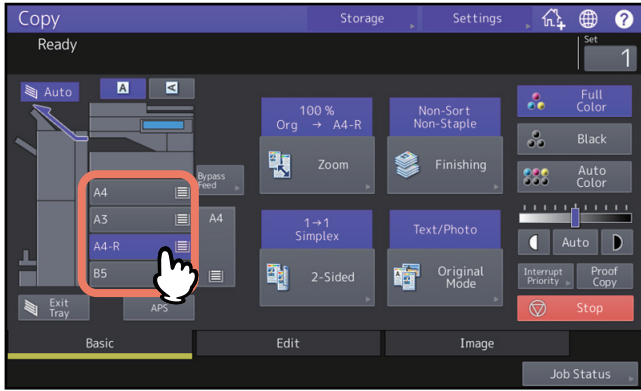 Copy
Storage
Settings
?
Ready
Set
1
Auto
A
A
100 %
Org → A4-R
Zoom
Non-Sort
Non-Staple
Finishing
Full
Color
Black
Auto
Color
Bypass
Feed
A4
A3
A4
A4-R
B5
1→1
Simplex
2-Sided
Text/Photo
Original
Mode
Auto
Interrupt
Priority
Proof
Copy
Exit
Tray
APS
Stop
Basic
Edit
Image
Job Status